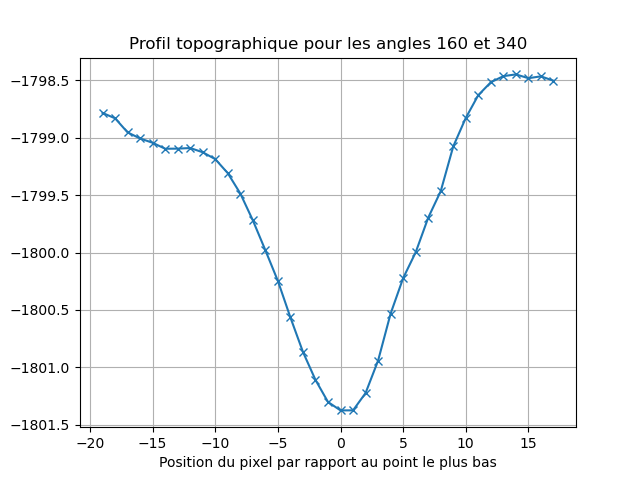 Profil topographique pour les angles 160 et 340
−1798.5
−1799.0
−1799.5
−1800.0
−1800.5
−1801.0
−1801.5
−20 −15 −10 −5 0 5 10 15
Position du pixel par rapport au point le plus bas